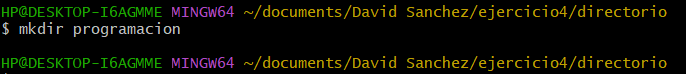 HP@DESKTOP-I6AGMME MINGW64 ~/documents/David Sanchez/ejercicio4/directorio
$ mkdir programacion
HP@DESKTOP-I6AGMME MINGW64 ~/documents/David Sanchez/ejercicio4/directorio